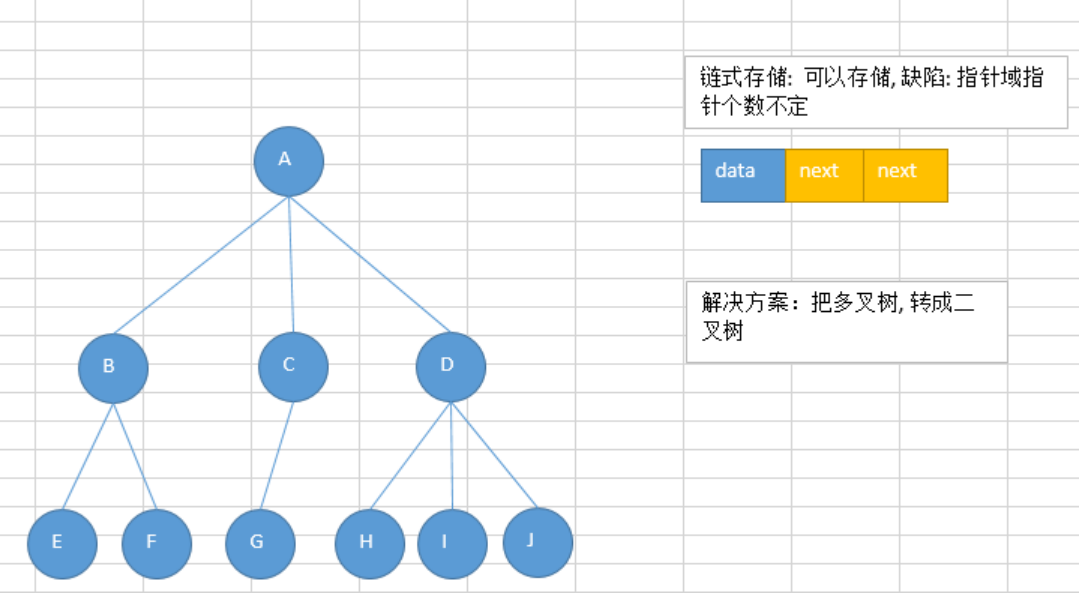 链式存储: 可以存储, 缺陷: 指针域指
针个数不定
A
data next next
解决方案：把多叉树, 转成二
叉树
B C D
E F G H I J